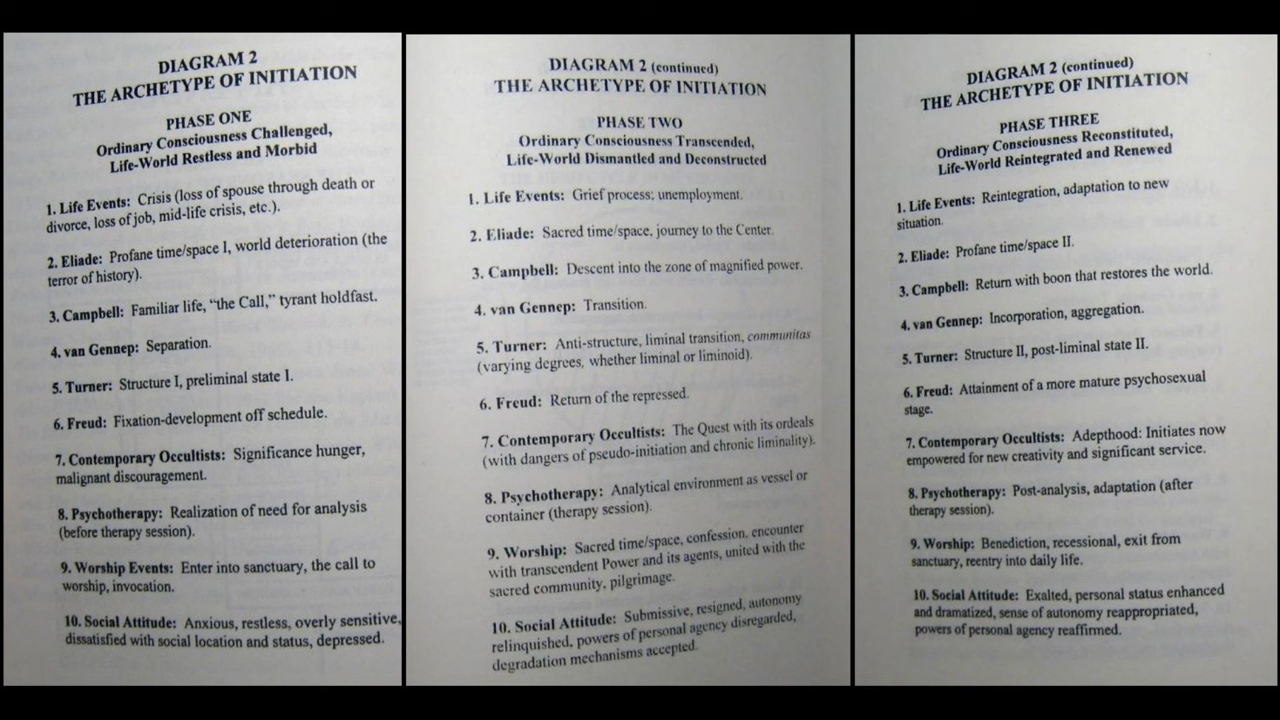 DIAGRAM 2
THE ARCHETYPE OF INITIATION
PHASE ONE
Ordinary Consciousness Challenged,
Life-World Restless and Morbid
1. Life Events: Crisis (loss of spouse through death or
divorce, loss of job, mid-life crisis, etc.).
2. Eliade: Profane time/space I, world deterioration (the
terror of history).
3. Campbell: Familiar life, “the Call,” tyrant holdfast.
4. van Gennep: Separation.
5. Turner: Structure I, preliminal state I.
6. Freud: Fixation-development off schedule.
7. Contemporary Occultists: Significance hunger,
malignant discouragement.
8. Psychotherapy: Realization of need for analysis
(before therapy session).
9. Worship Events: Enter into sanctuary, the call to
worship, invocation.
10. Social Attitude: Anxious, restless, overly sensitive,
dissatisfied with social location and status, depressed.
DIAGRAM 2 (continued)
THE ARCHETYPE OF INITIATION
PHASE TWO
Ordinary Consciousness Transcended,
Life-World Dismantled and Deconstructed
1. Life Events: Grief process; unemployment.
2. Eliade: Sacred time/space, journey to the Center.
3. Campbell: Descent into the zone of magnified power.
4. van Gennep: Transition.
5. Turner: Anti-structure, liminal transition, communitas
(varying degrees, whether liminal or liminoid).
6. Freud: Return of the repressed.
7. Contemporary Occultists: The Quest with its ordeals
(with dangers of pseudo-initiation and chronic liminality).
8. Psychotherapy: Analytical environment as vessel or
container (therapy session).
9. Worship: Sacred time/space, confession, encounter
with transcendent Power and its agents, united with the
sacred community, pilgrimage.
10. Social Attitude: Submissive, resigned, autonomy
relinquished, powers of personal agency disregarded,
degradation mechanisms accepted.
DIAGRAM 2 (continued)
THE ARCHETYPE OF INITIATION
PHASE THREE
Ordinary Consciousness Reconstituted,
Life-World Reintegrated and Renewed
1. Life Events: Reintegration, adaptation to new
situation.
2. Eliade: Profane time/space II.
3. Campbell: Return with boon that restores the world.
4. van Gennep: Incorporation, aggregation.
5. Turner: Structure II, post-liminal state II.
6. Freud: Attainment of a more mature psychosexual
stage.
7. Contemporary Occultists: Adepthood: Initiates now
empowered for new creativity and significant service.
8. Psychotherapy: Post-analysis, adaptation (after
therapy session).
9. Worship: Benediction, recessional, exit from
sanctuary, reentry into daily life.
10. Social Attitude: Exalted, personal status enhanced
and dramatized, sense of autonomy reappropriated,
powers of personal agency reaffirmed.